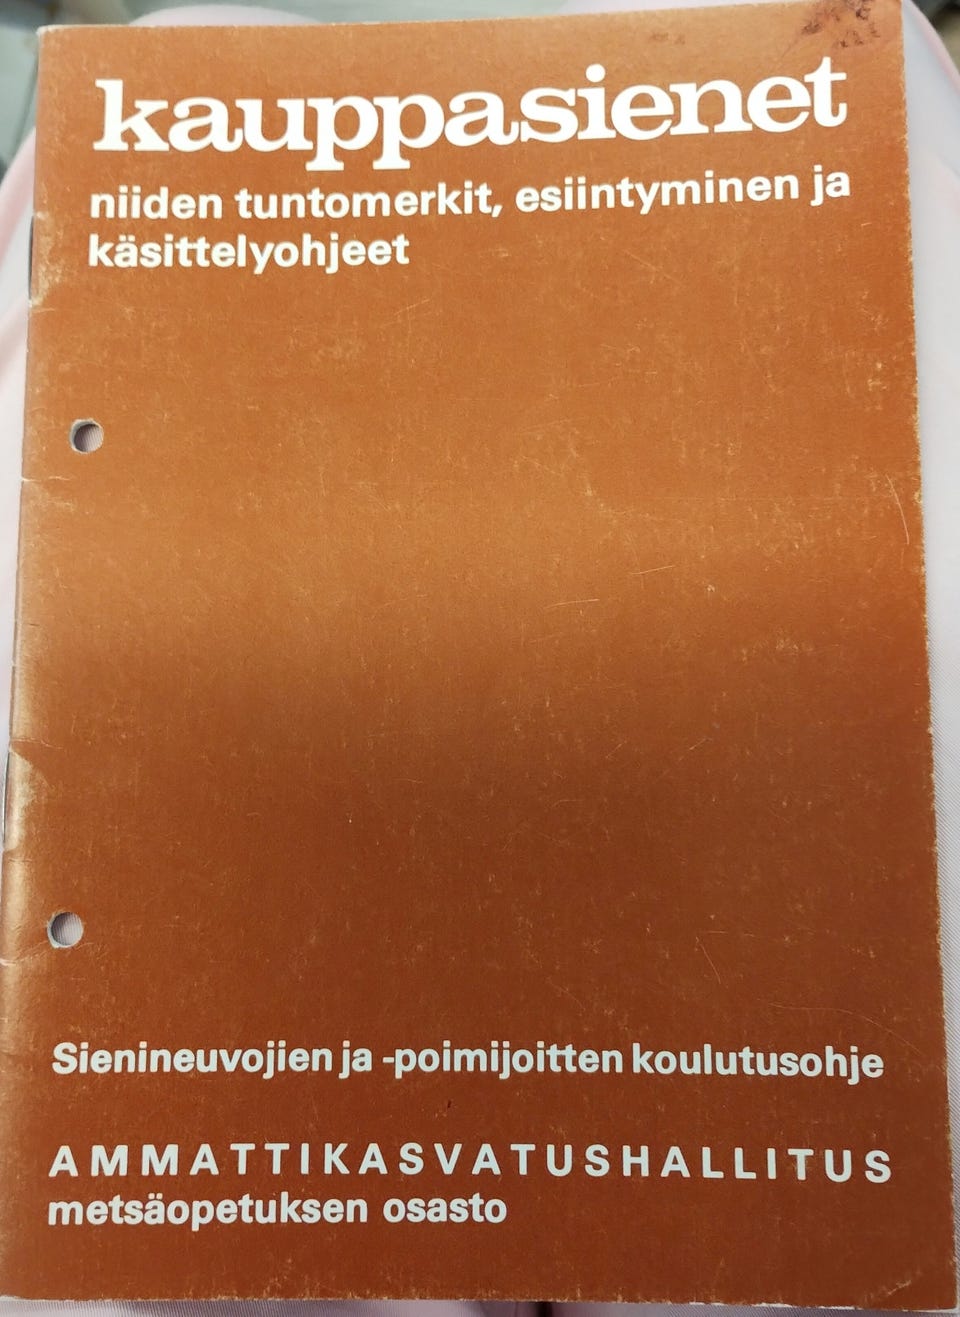 kauppasienet
niiden tuntomerkit, esiintyminen ja
käsittelyohjeet
Sienineuvojien ja -poimijoitten koulutusohje
AMMATTIKASVATUSHALLITUS
metsäopetuksen osasto